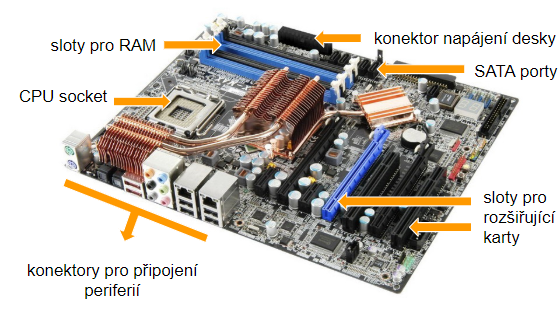 sloty pro RAM
konektor napájení desky
SATA porty
CPU socket
sloty pro
rozšiřující
karty
konektory pro připojení
periferií